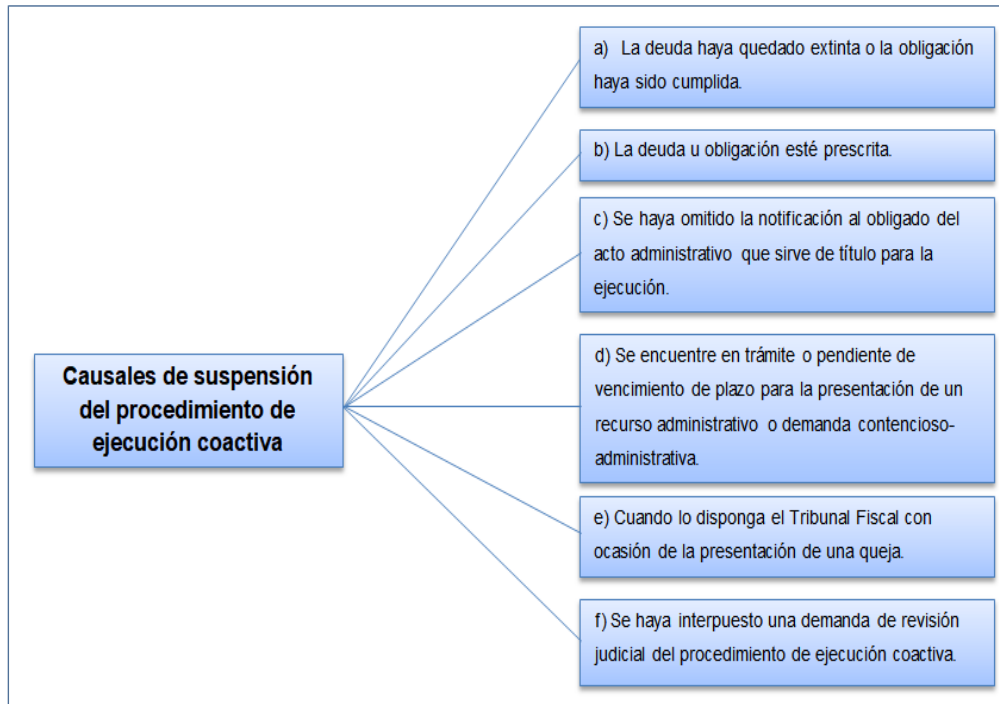 a) La deuda haya quedado extinta o la obligación
haya sido cumplida.
b) La deuda u obligación esté prescrita.
c) Se haya omitido la notificación al obligado del
acto administrativo que sirve de título para la
ejecución.
Causales de suspensión
del procedimiento de
ejecución coactiva
d) Se encuentre en trámite o pendiente de
vencimiento de plazo para la presentación de un
recurso administrativo o demanda contencioso-
administrativa.
e) Cuando lo disponga el Tribunal Fiscal con
ocasión de la presentación de una queja.
f) Se haya interpuesto una demanda de revisión
judicial del procedimiento de ejecución coactiva.